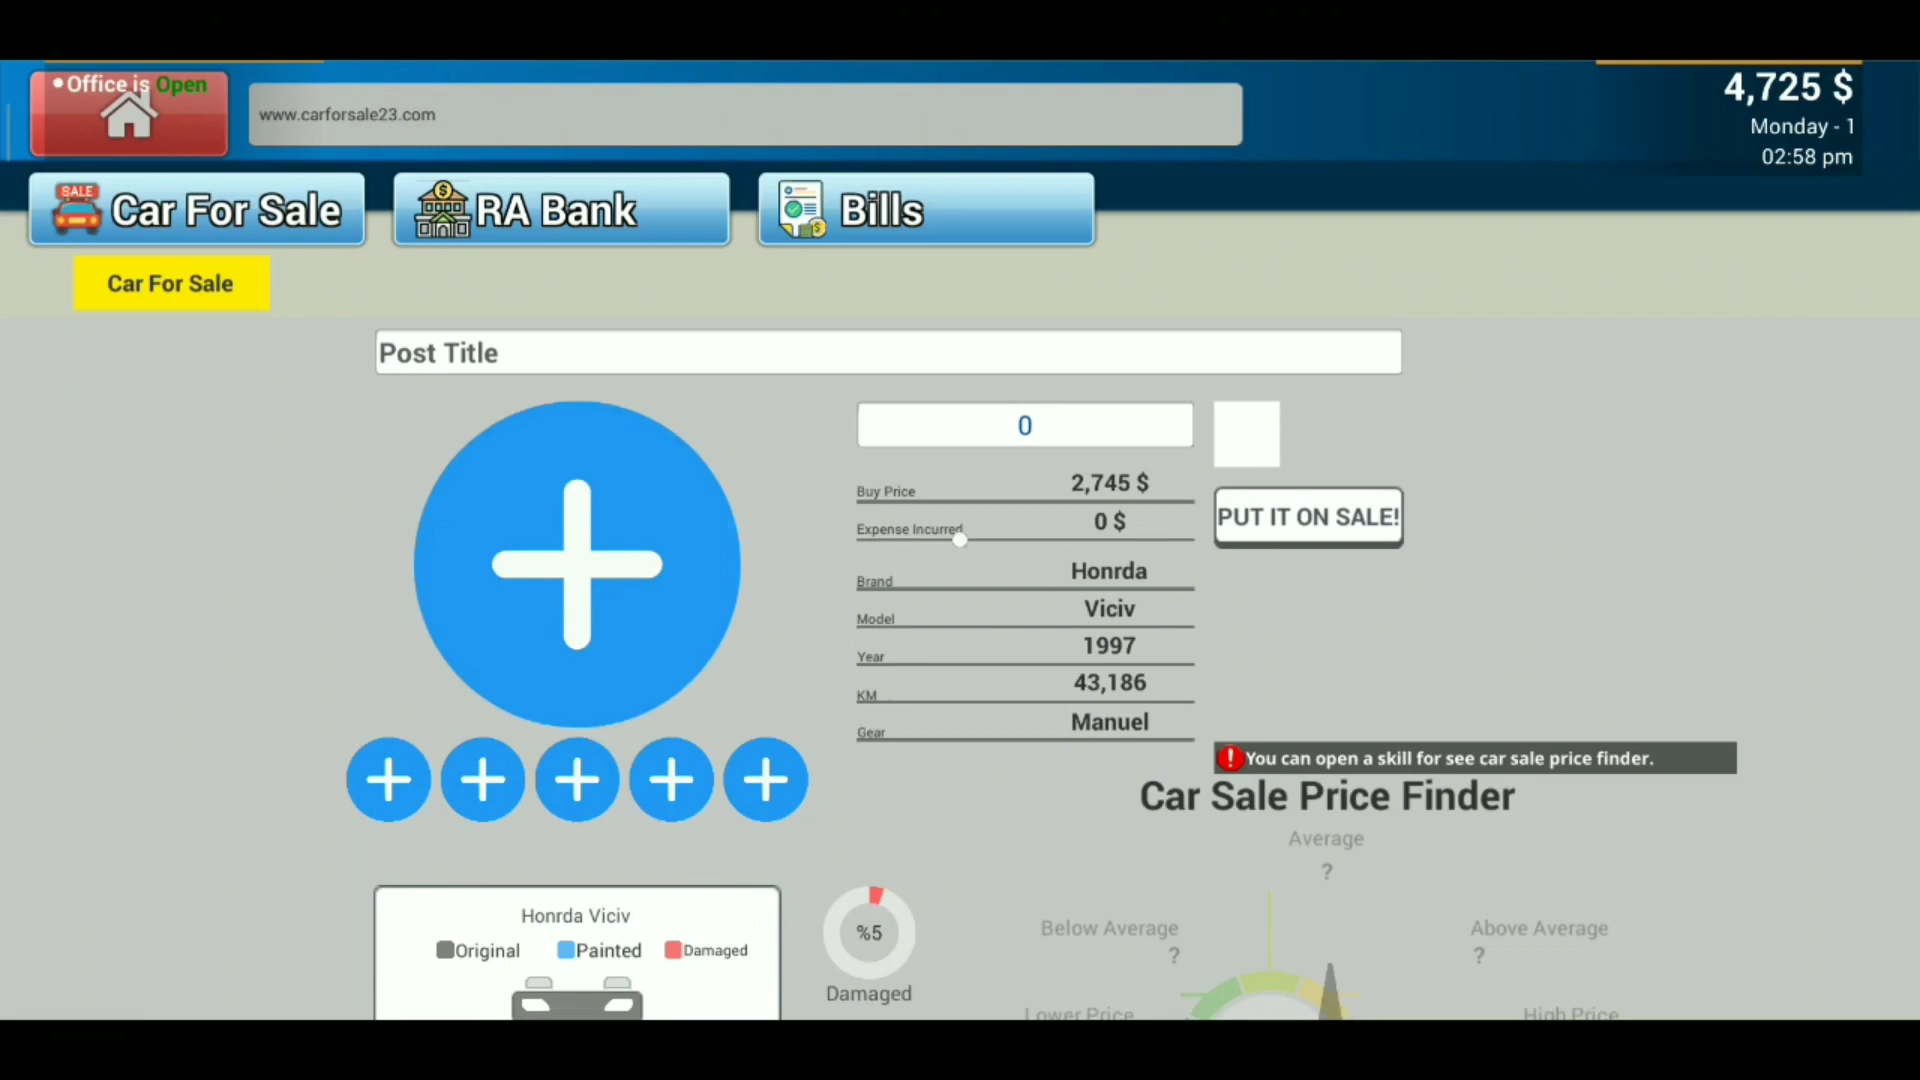 •Office is Open
www.carforsale23.com
4,725 $
Monday - 1
02:58 pm
SALE
Car For Sale
RA Bank
Bills
Car For Sale
Post Title
0
Buy Price 2,745 $
Expense Incurred 0 $
PUT IT ON SALE!
Brand Honrda
Model Viciv
Year 1997
KM 43,186
Gear Manuel
You can open a skill for see car sale price finder.
Car Sale Price Finder
Average
?
Honrda Viciv
Original Painted Damaged
%5
Damaged
Below Average
?
Above Average
?
Lower Price
High Price